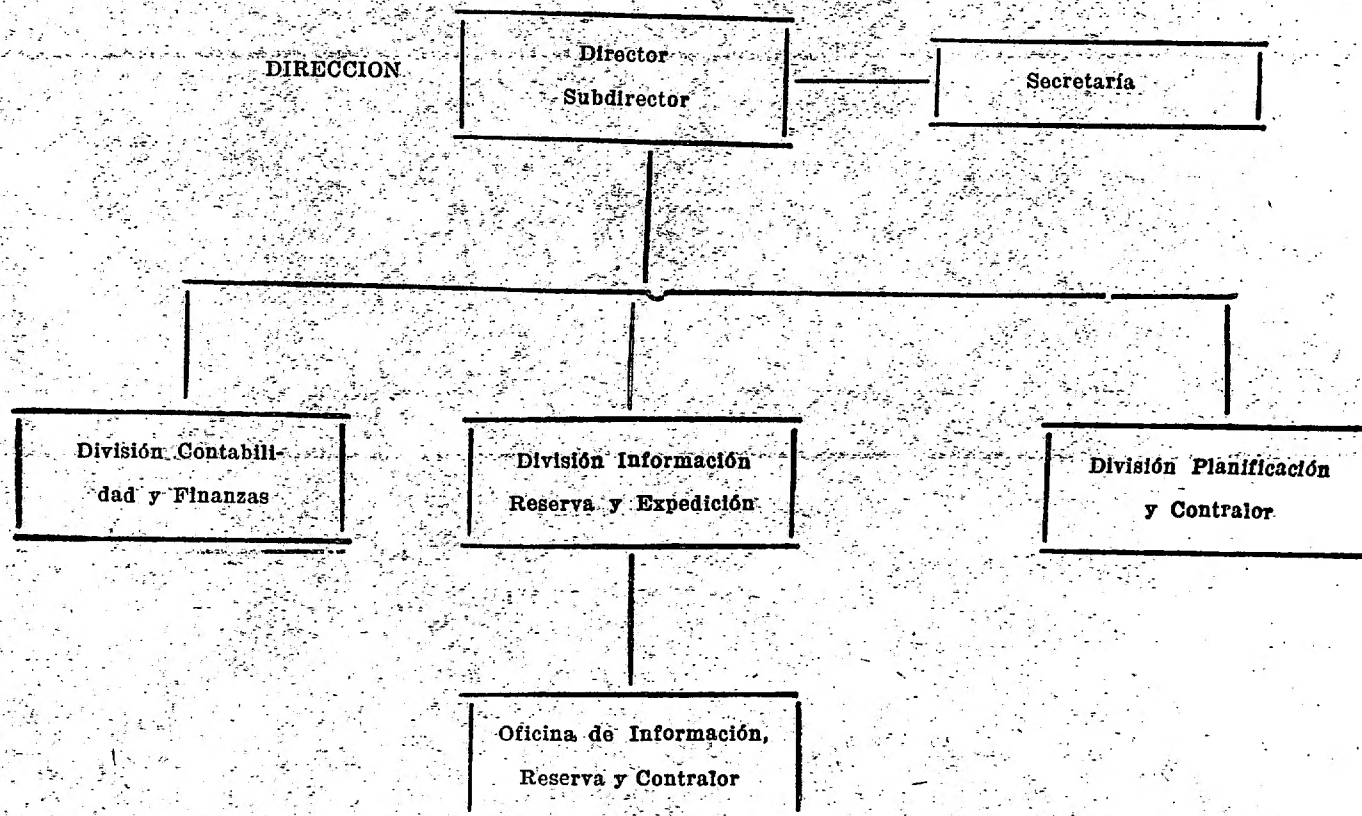 DIRECCION
Director
Subdirector
Secretaría
División Contabili-
dad y Finanzas
División Información
Reserva y Expedición
División Planificación
y Contralor
Oficina de Información,
Reserva y Contralor